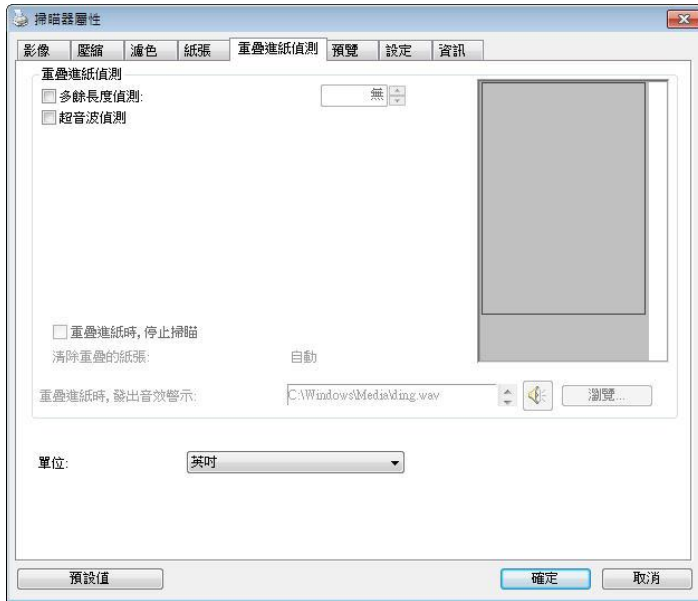 掃瞄器屬性
影像 壓縮 濾色 紙張 重疊進紙偵測 預覽 設定 資訊
重疊進紙偵測
多餘長度偵測: 無
超音波偵測
重疊進紙時, 停止掃瞄
清除重疊的紙張: 自動
重疊進紙時, 發出音效警示: C:\Windows\Media\ding.wav 瀏覽...
單位: 英吋
預設值 確定 取消